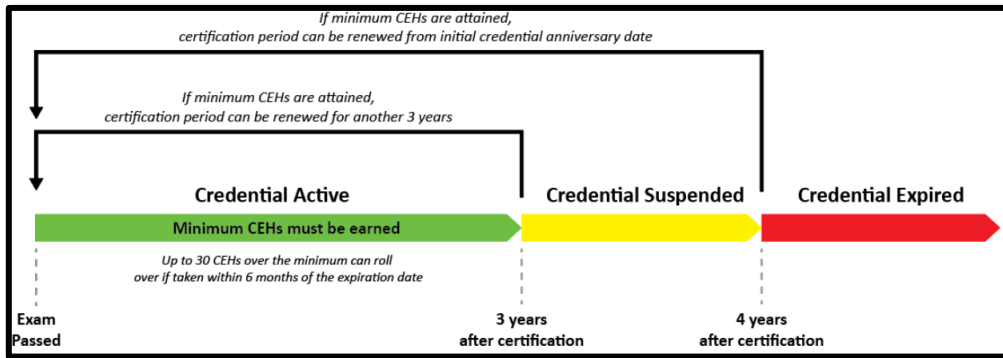 If minimum CEHs are attained,
certification period can be renewed from initial credential anniversary date
If minimum CEHs are attained,
certification period can be renewed for another 3 years
Credential Active
Credential Suspended
Credential Expired
Minimum CEHs must be earned
Up to 30 CEHs over the minimum can roll
over if taken within 6 months of the expiration date
Exam
Passed
3 years
after certification
4 years
after certification